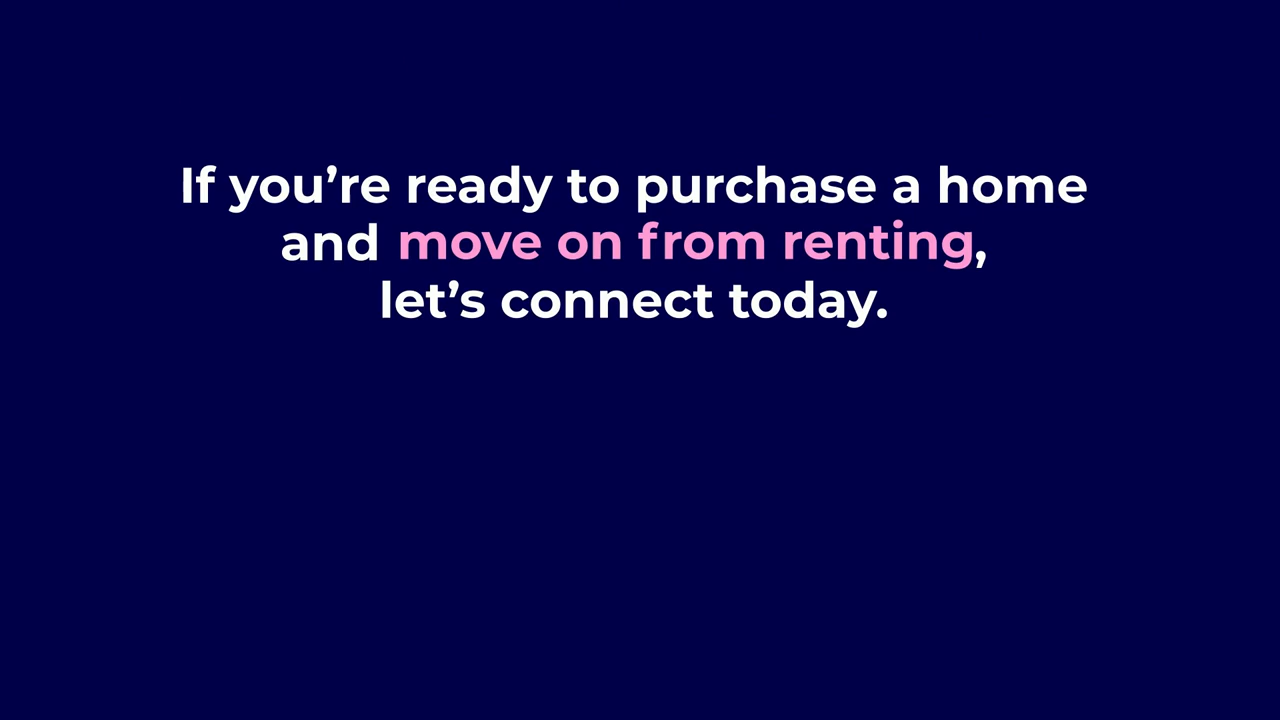 If you’re ready to purchase a home
and move on from renting,
let’s connect today.